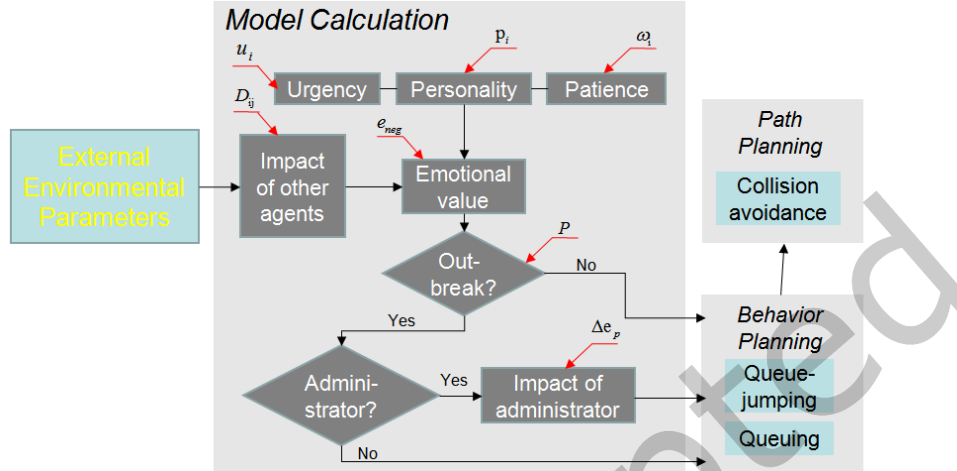 Model Calculation
u_i
p_i
ω_i
Urgency
Personality
Patience
D_ij
e_neg
Path
Planning
External
Environmental
Parameters
Impact
of other
agents
Emotional
value
Collision
avoidance
P
Out-
break?
No
Yes
Δe_p
Behavior
Planning
Admini-
strator?
Yes
Impact of
administrator
Queue-
jumping
Queuing
No
pted